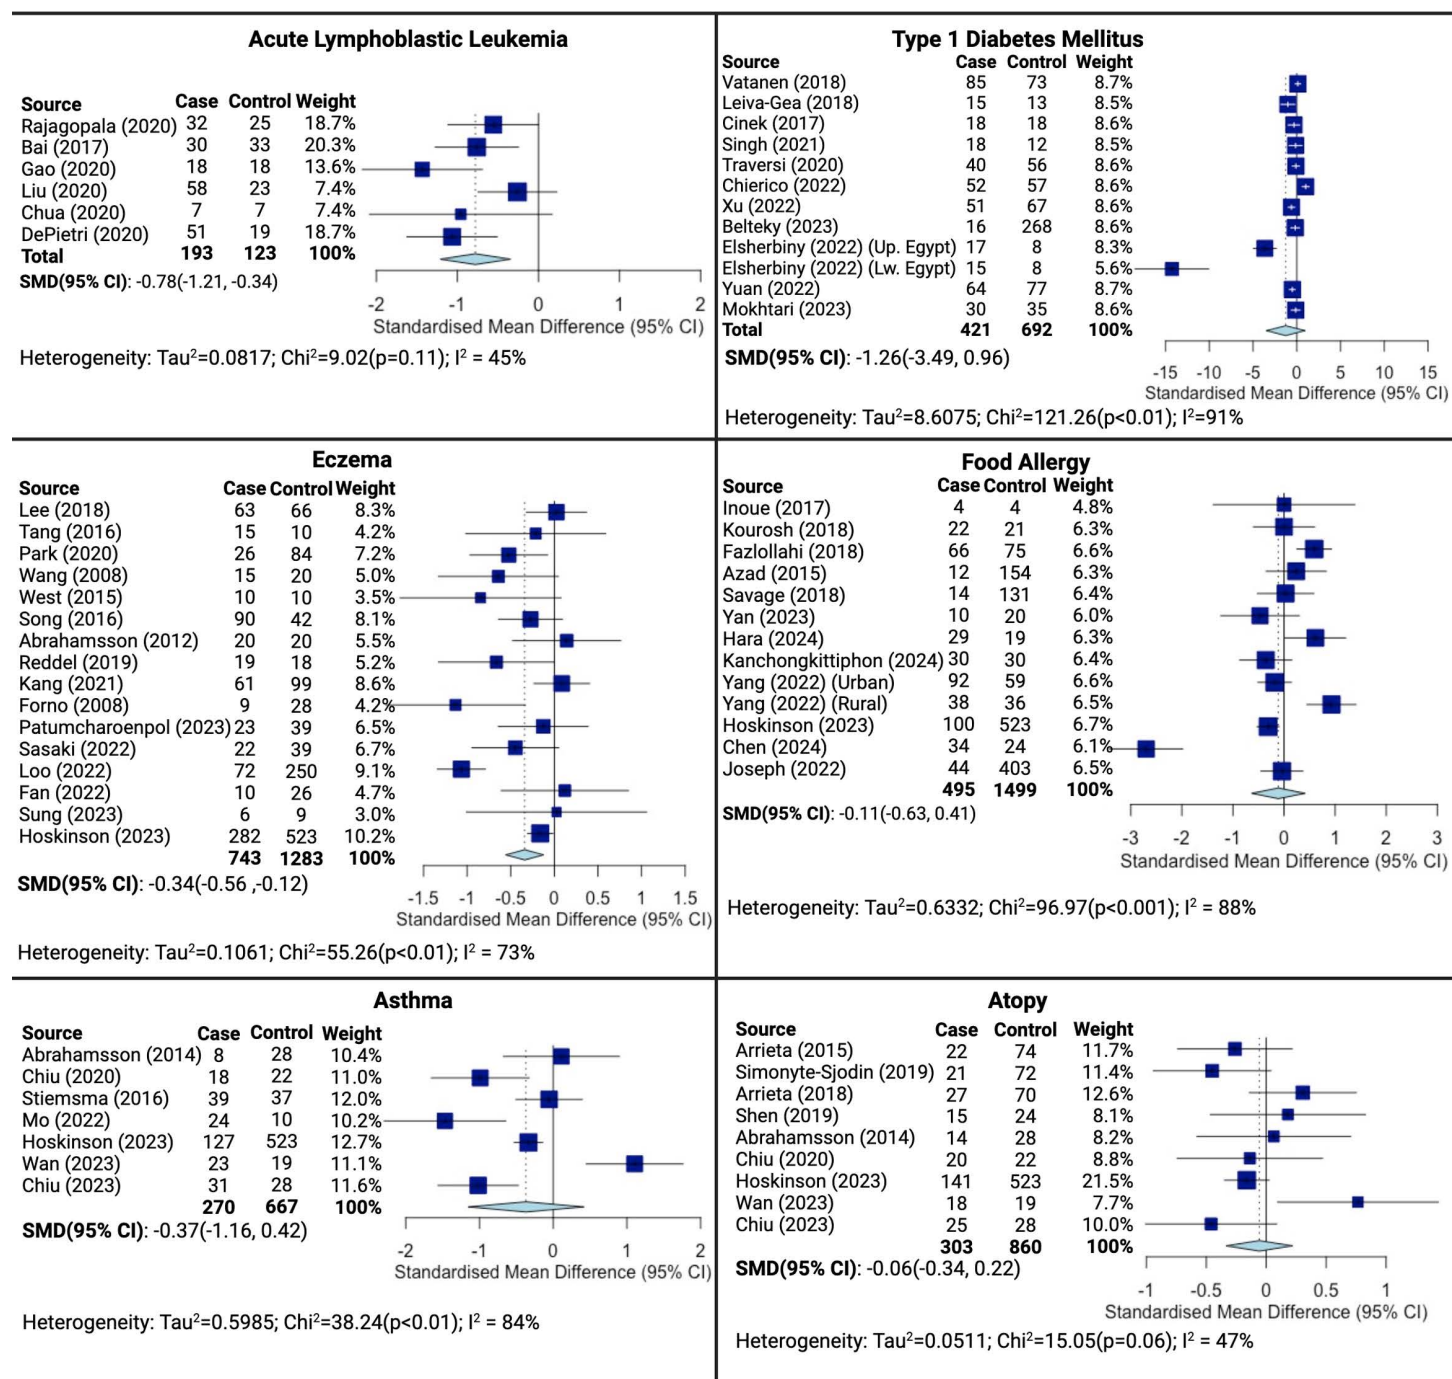 Acute Lymphoblastic Leukemia
Source Case Control Weight
Rajagopala (2020) 32 25 18.7%
Bai (2017) 30 33 20.3%
Gao (2020) 18 18 13.6%
Liu (2020) 58 23 7.4%
Chua (2020) 7 7 7.4%
DePietri (2020) 51 19 18.7%
Total 193 123 100%
SMD(95% CI): -0.78(-1.21, -0.34)
-2 -1 0 1 2
Standardised Mean Difference (95% CI)
Heterogeneity: Tau²=0.0817; Chi²=9.02(p=0.11); I² = 45%
Type 1 Diabetes Mellitus
Source Case Control Weight
Vatanen (2018) 85 73 8.7%
Leiva-Gea (2018) 15 13 8.5%
Cinek (2017) 18 18 8.6%
Singh (2021) 18 12 8.5%
Traversi (2020) 40 56 8.6%
Chierico (2022) 52 57 8.6%
Xu (2022) 51 67 8.6%
Belteky (2023) 16 268 8.6%
Elsherbiny (2022) (Up. Egypt) 17 8 8.3%
Elsherbiny (2022) (Lw. Egypt) 15 8 5.6%
Yuan (2022) 64 77 8.7%
Mokhtari (2023) 30 35 8.6%
Total 421 692 100%
SMD(95% CI): -1.26(-3.49, 0.96)
-15 -10 -5 0 5 10 15
Standardised Mean Difference (95% CI)
Heterogeneity: Tau²=8.6075; Chi²=121.26(p<0.01); I²=91%
Eczema
Source Case Control Weight
Lee (2018) 63 66 8.3%
Tang (2016) 15 10 4.2%
Park (2020) 26 84 7.2%
Wang (2008) 15 20 5.0%
West (2015) 10 10 3.5%
Song (2016) 90 42 8.1%
Abrahamsson (2012) 20 20 5.5%
Reddel (2019) 19 18 5.2%
Kang (2021) 61 99 8.6%
Forno (2008) 9 28 4.2%
Patumcharoenpol (2023) 23 39 6.5%
Sasaki (2022) 22 39 6.7%
Loo (2022) 72 250 9.1%
Fan (2022) 10 26 4.7%
Sung (2023) 6 9 3.0%
Hoskinson (2023) 282 523 10.2%
743 1283 100%
SMD(95% CI): -0.34(-0.56 ,-0.12)
-1.5 -1 -0.5 0 0.5 1 1.5
Standardised Mean Difference (95% CI)
Heterogeneity: Tau²=0.1061; Chi²=55.26(p<0.01); I² = 73%
Food Allergy
Source Case Control Weight
Inoue (2017) 4 4 4.8%
Kourosh (2018) 22 21 6.3%
Fazlollahi (2018) 66 75 6.6%
Azad (2015) 12 154 6.3%
Savage (2018) 14 131 6.4%
Yan (2023) 10 20 6.0%
Hara (2024) 29 19 6.3%
Kanchongkittiphon (2024) 30 30 6.4%
Yang (2022) (Urban) 92 59 6.6%
Yang (2022) (Rural) 38 36 6.5%
Hoskinson (2023) 100 523 6.7%
Chen (2024) 34 24 6.1%
Joseph (2022) 44 403 6.5%
495 1499 100%
SMD(95% CI): -0.11(-0.63, 0.41)
-3 -2 -1 0 1 2 3
Standardised Mean Difference (95% CI)
Heterogeneity: Tau²=0.6332; Chi²=96.97(p<0.001); I² = 88%
Asthma
Source Case Control Weight
Abrahamsson (2014) 8 28 10.4%
Chiu (2020) 18 22 11.0%
Stiemsma (2016) 39 37 12.0%
Mo (2022) 24 10 10.2%
Hoskinson (2023) 127 523 12.7%
Wan (2023) 23 19 11.1%
Chiu (2023) 31 28 11.6%
270 667 100%
SMD(95% CI): -0.37(-1.16, 0.42)
-2 -1 0 1 2
Standardised Mean Difference (95% CI)
Heterogeneity: Tau²=0.5985; Chi²=38.24(p<0.01); I² = 84%
Atopy
Source Case Control Weight
Arrieta (2015) 22 74 11.7%
Simonyte-Sjodin (2019) 21 72 11.4%
Arrieta (2018) 27 70 12.6%
Shen (2019) 15 24 8.1%
Abrahamsson (2014) 14 28 8.2%
Chiu (2020) 20 22 8.8%
Hoskinson (2023) 141 523 21.5%
Wan (2023) 18 19 7.7%
Chiu (2023) 25 28 10.0%
303 860 100%
SMD(95% CI): -0.06(-0.34, 0.22)
-1 -0.5 0 0.5 1
Standardised Mean Difference (95% CI)
Heterogeneity: Tau²=0.0511; Chi²=15.05(p=0.06); I² = 47%